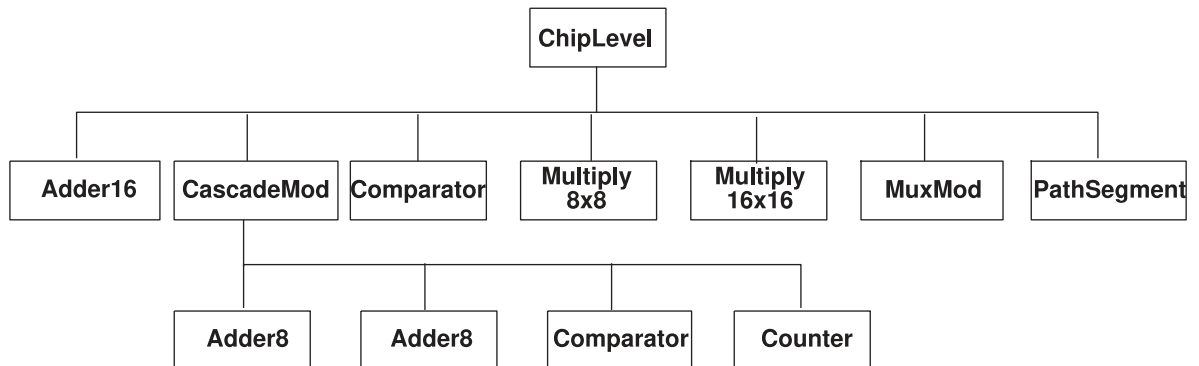 ChipLevel
Adder16
CascadeMod
Comparator
Multiply
8x8
Multiply
16x16
MuxMod
PathSegment
Adder8
Adder8
Comparator
Counter